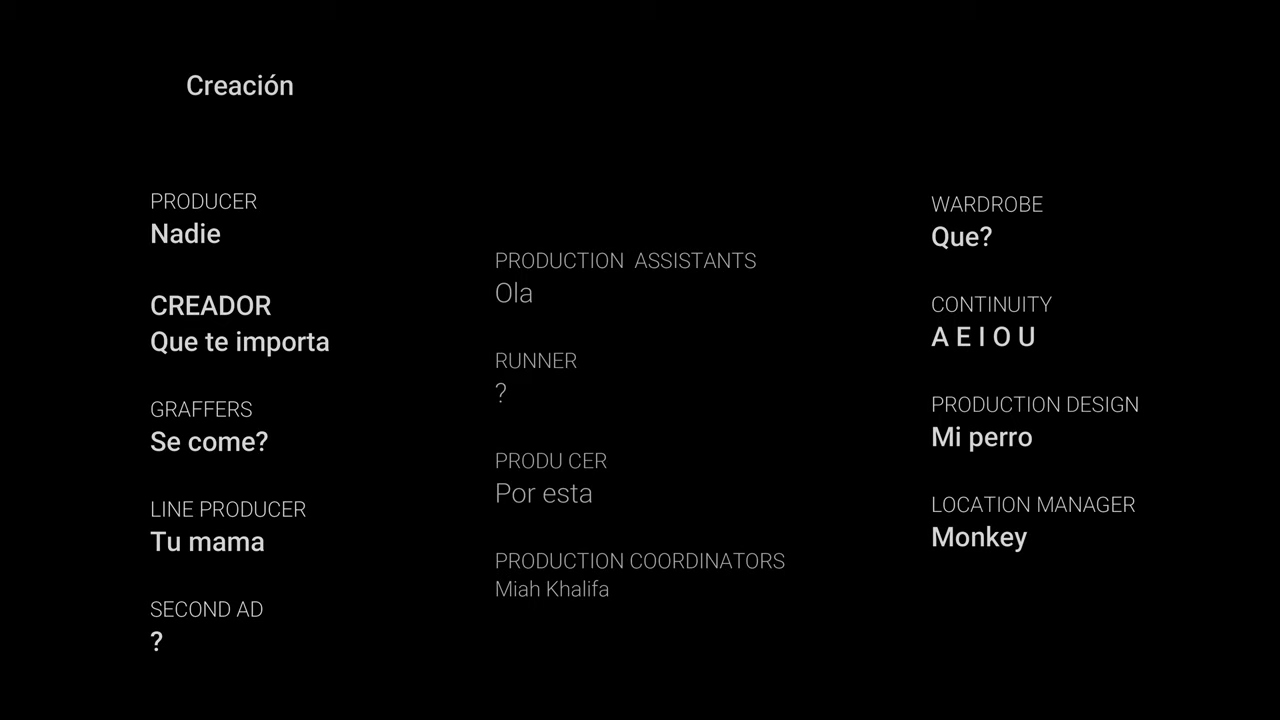 Creación
PRODUCER
Nadie
CREADOR
Que te importa
GRAFFERS
Se come?
LINE PRODUCER
Tu mama
SECOND AD
?
PRODUCTION ASSISTANTS
Ola
RUNNER
?
PRODU CER
Por esta
PRODUCTION COORDINATORS
Miah Khalifa
WARDROBE
Que?
CONTINUITY
A E I O U
PRODUCTION DESIGN
Mi perro
LOCATION MANAGER
Monkey